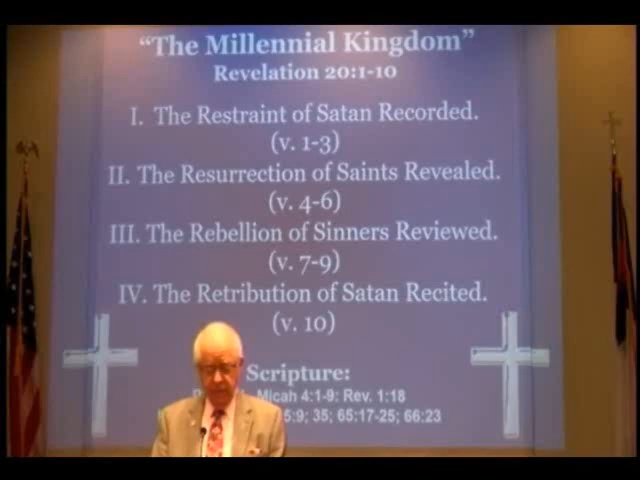 “The Millennial Kingdom”
Revelation 20:1-10
I. The Restraint of Satan Recorded.
(v. 1-3)
II. The Resurrection of Saints Revealed.
(v. 4-6)
III. The Rebellion of Sinners Reviewed.
(v. 7-9)
IV. The Retribution of Satan Recited.
(v. 10)
Scripture:
Micah 4:1-9: Rev. 1:18
5:9; 35; 65:17-25; 66:23